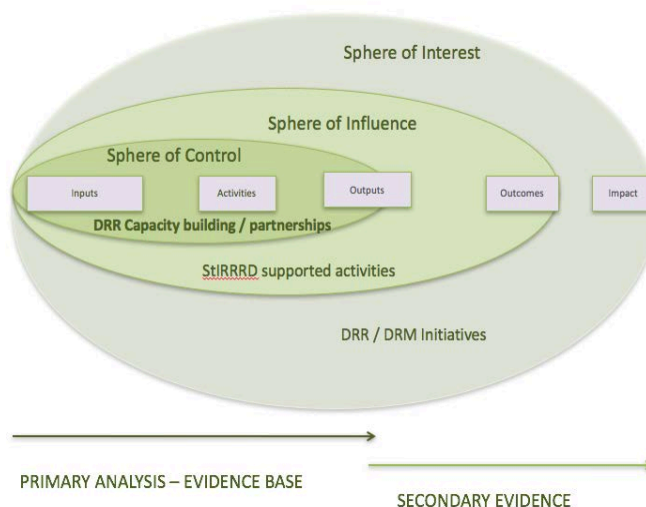 Sphere of Interest
Sphere of Influence
Sphere of Control
Inputs
Activities
Outputs
Outcomes
Impact
DRR Capacity building / partnerships
StIRRRD supported activities
DRR / DRM Initiatives
PRIMARY ANALYSIS – EVIDENCE BASE
SECONDARY EVIDENCE